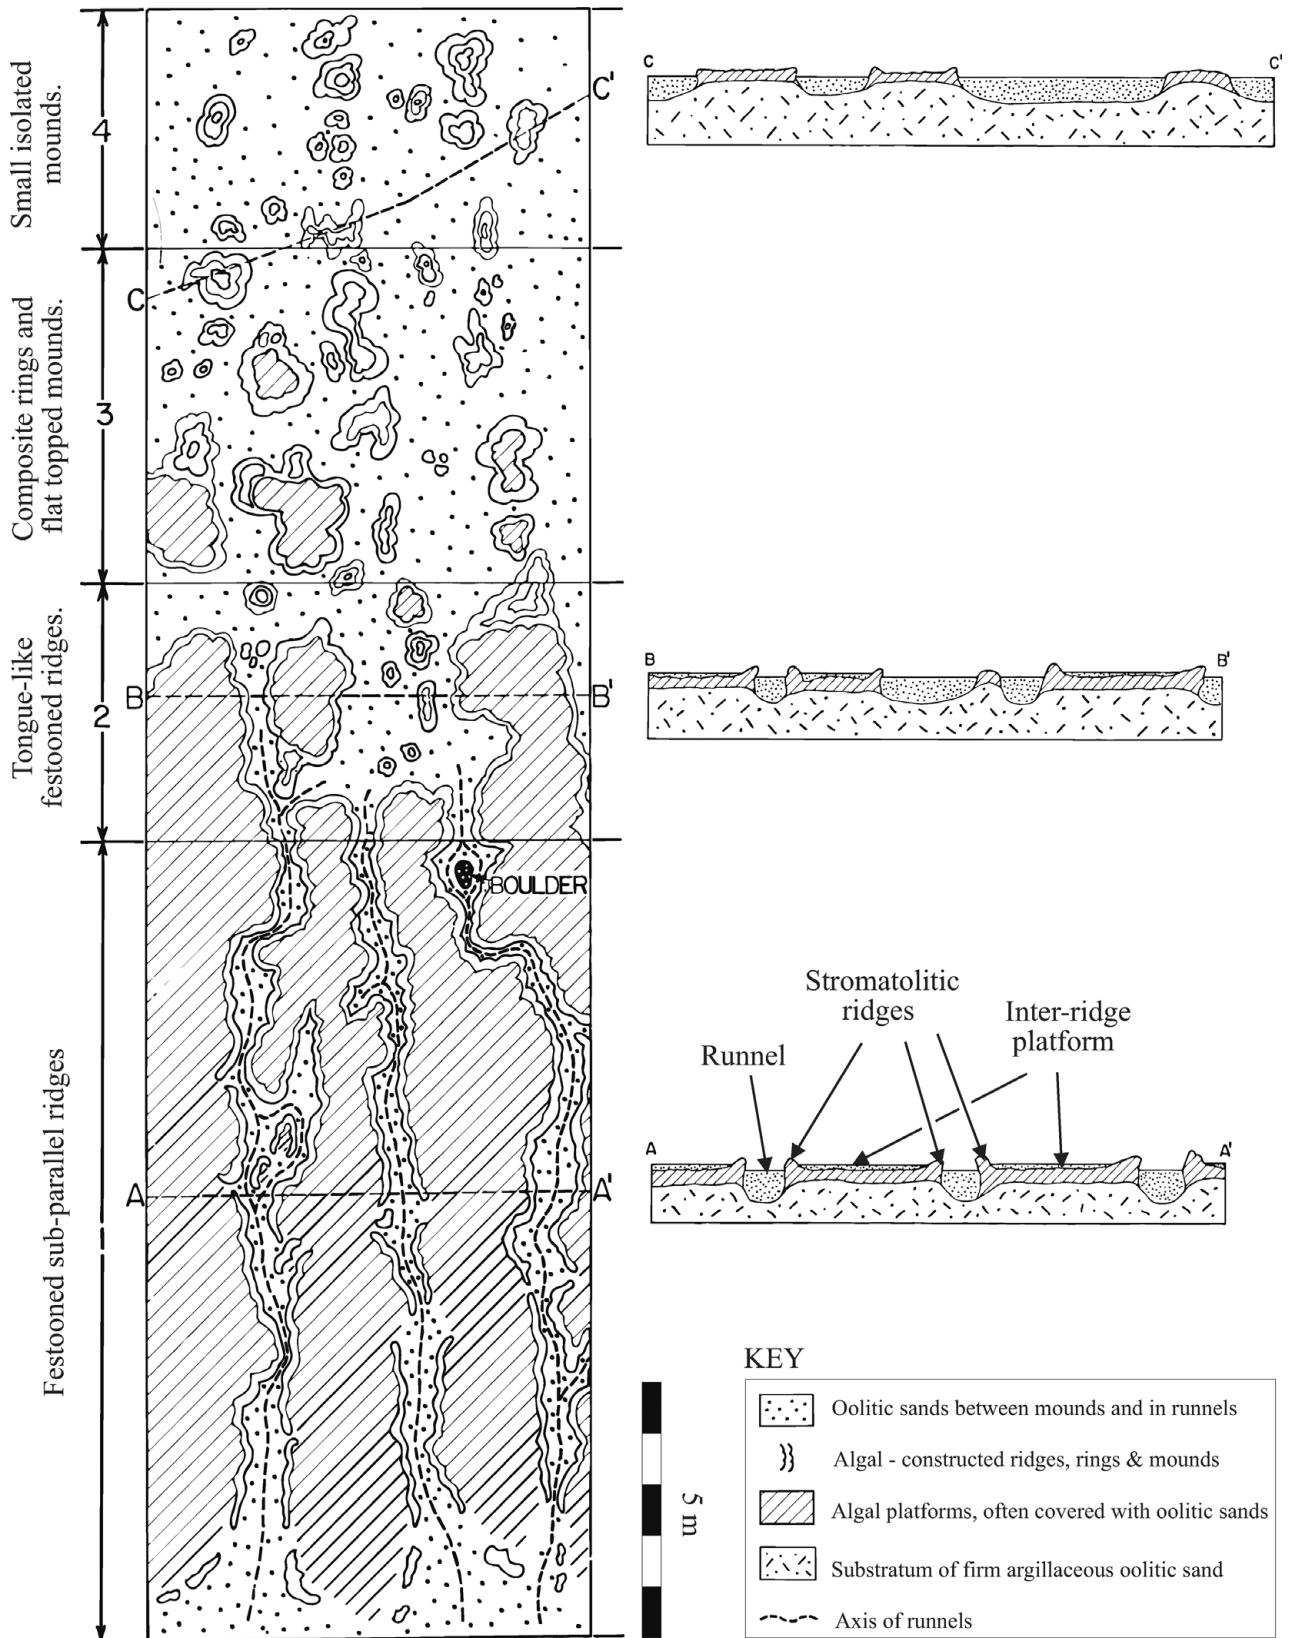 Small isolated
mounds.
4
C
C'
Composite rings and
flat topped mounds.
3
Tongue-like
festooned ridges.
2
B
B'
BOULDER
Festooned sub-parallel ridges
1
A
A'
C
C'
B
B'
Stromatolitic
ridges
Inter-ridge
platform
Runnel
A
A'
5 m
KEY
Oolitic sands between mounds and in runnels
Algal - constructed ridges, rings & mounds
Algal platforms, often covered with oolitic sands
Substratum of firm argillaceous oolitic sand
Axis of runnels